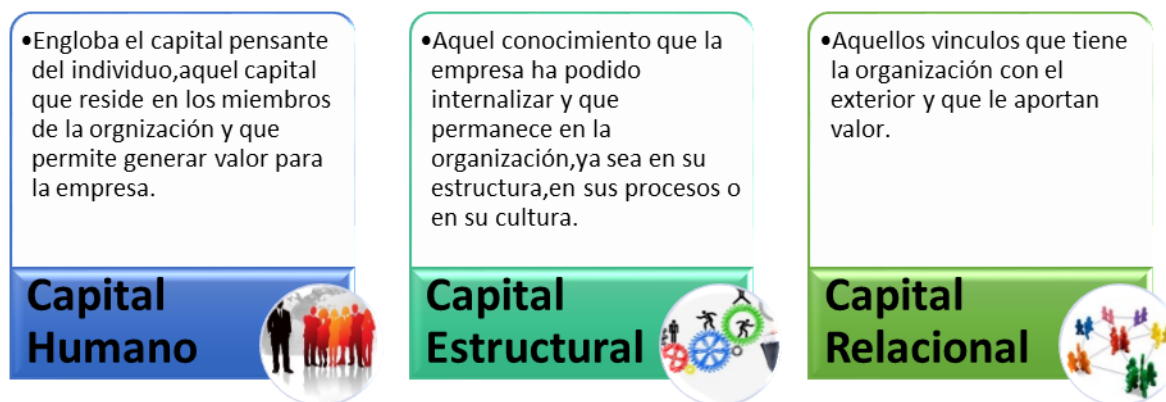 •Engloba el capital pensante
del individuo,aquel capital
que reside en los miembros
de la orgnización y que
permite generar valor para
la empresa.
Capital
Humano
•Aquel conocimiento que la
empresa ha podido
internalizar y que
permanece en la
organización,ya sea en su
estructura,en sus procesos o
en su cultura.
Capital
Estructural
•Aquellos vinculos que tiene
la organización con el
exterior y que le aportan
valor.
Capital
Relacional